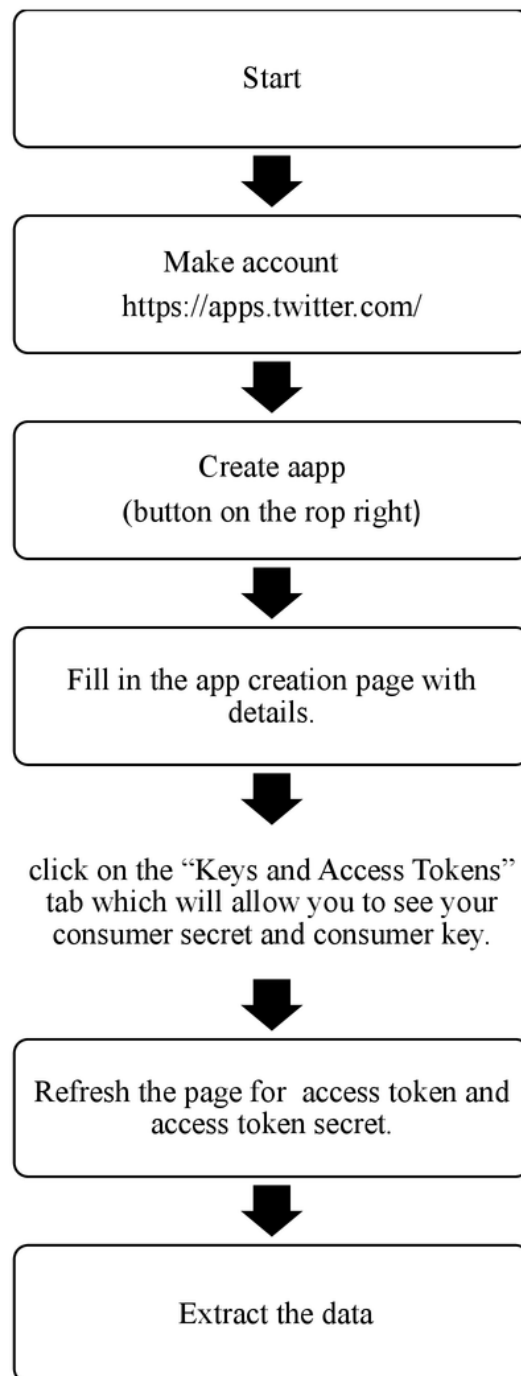 Start
Make account
https://apps.twitter.com/
Create aapp
(button on the rop right)
Fill in the app creation page with
details.
click on the “Keys and Access Tokens”
tab which will allow you to see your
consumer secret and consumer key.
Refresh the page for access token and
access token secret.
Extract the data